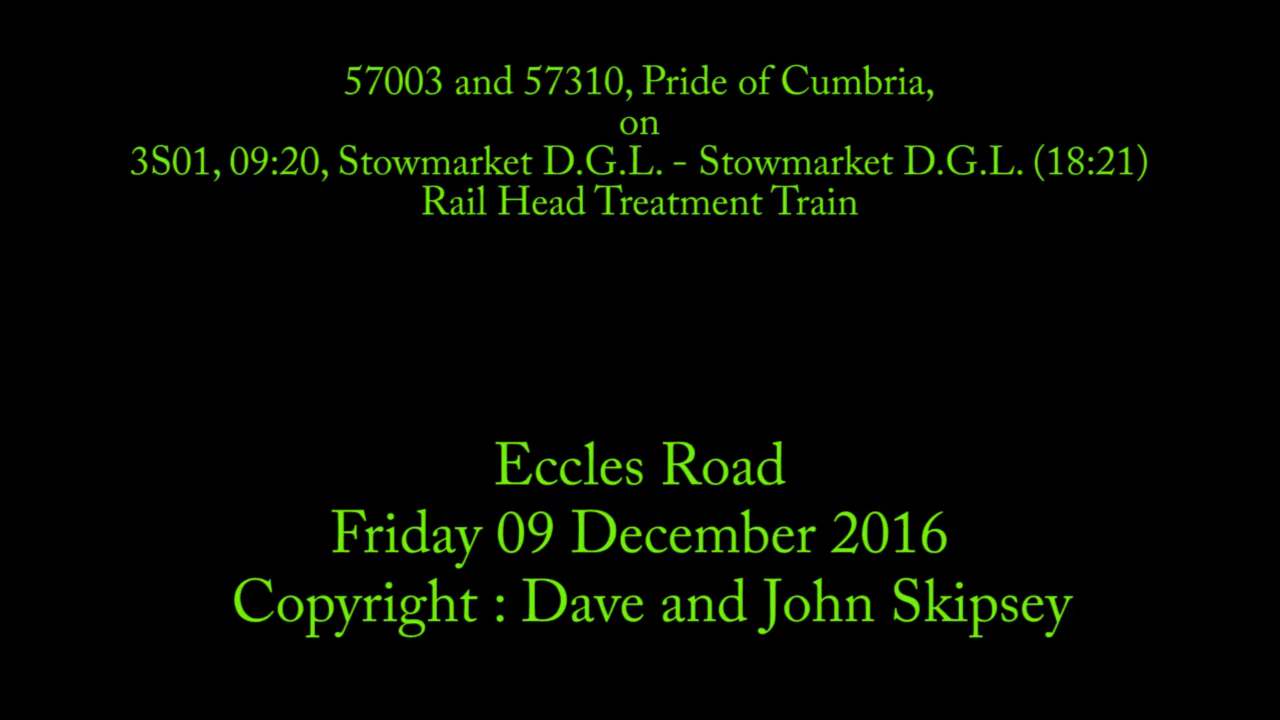 57003 and 57310, Pride of Cumbria,
on
3S01, 09:20, Stowmarket D.G.L. - Stowmarket D.G.L. (18:21)
Rail Head Treatment Train
Eccles Road
Friday 09 December 2016
Copyright : Dave and John Skipsey